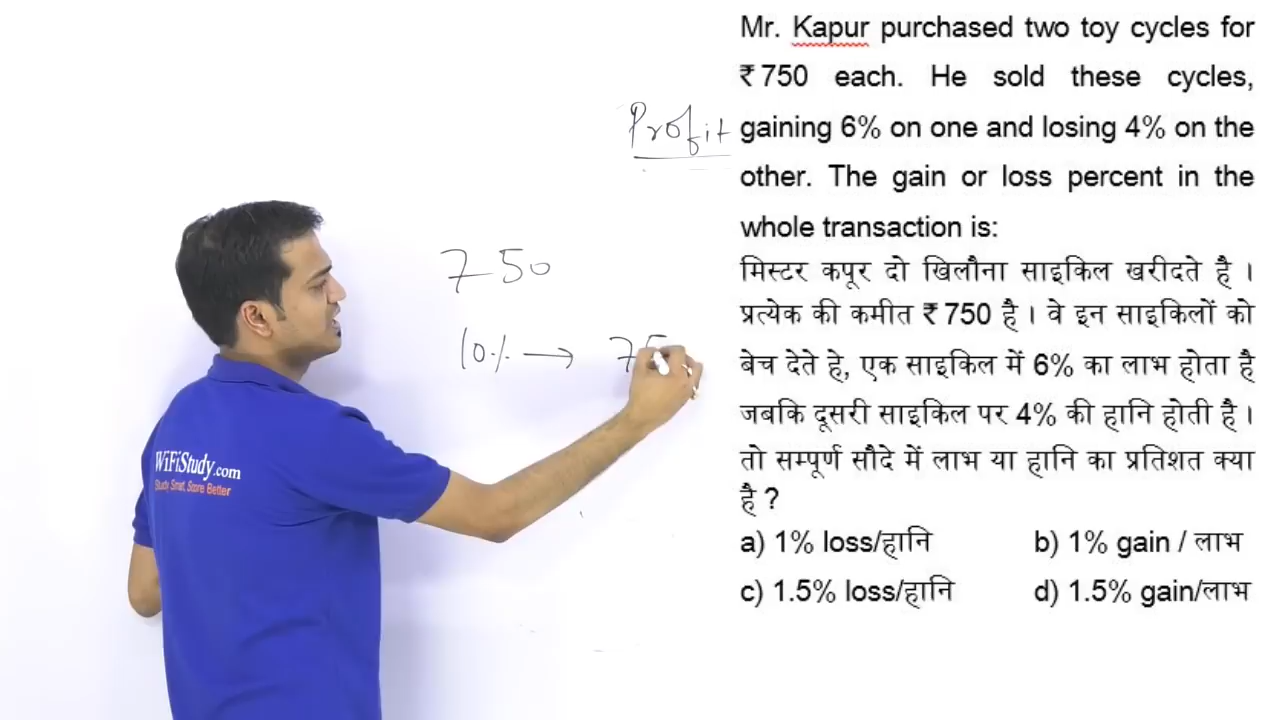 Mr. Kapur purchased two toy cycles for
₹750 each. He sold these cycles,
gaining 6% on one and losing 4% on the
other. The gain or loss percent in the
whole transaction is:
मिस्टर कपूर दो खिलौना साइकिल खरीदते है ।
प्रत्येक की कमीत ₹750 है । वे इन साइकिलों को
बेच देते हे, एक साइकिल में 6% का लाभ होता है
जबकि दूसरी साइकिल पर 4% की हानि होती है ।
तो सम्पूर्ण सौदे में लाभ या हानि का प्रतिशत क्या
है ?
a) 1% loss/हानि b) 1% gain / लाभ
c) 1.5% loss/हानि d) 1.5% gain/लाभ
Profit
750
10% → 75
WiFiStudy.com
Study Smart, Score Better